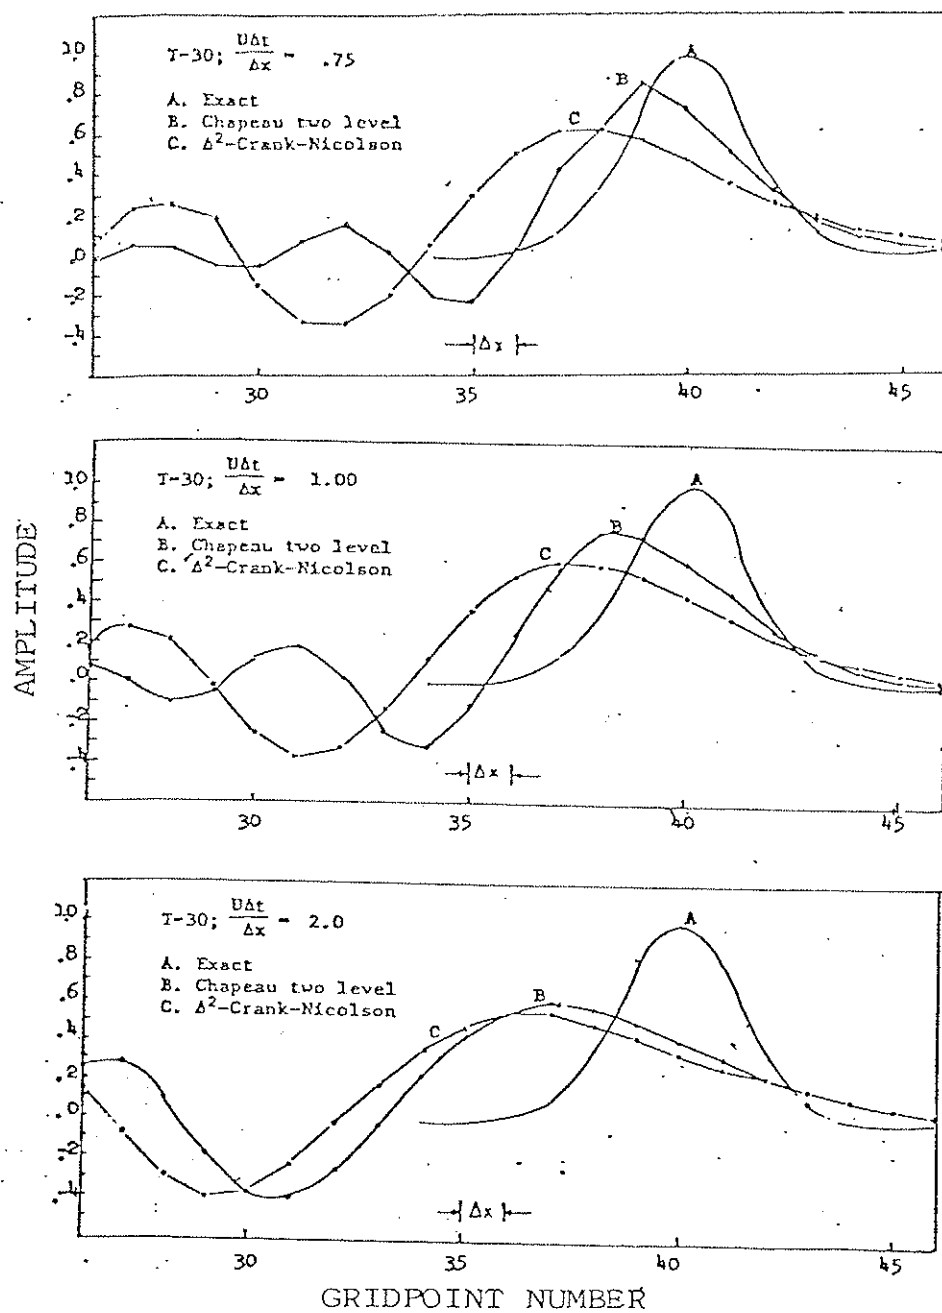 T-30; UΔt/Δx - .75
A. Exact
B. Chapeau two level
C. Δ²-Crank-Nicolson
1.0
.8
.6
.4
.2
.0
-.2
-.4
A
B
C
Δx
30
35
40
45
T-30; UΔt/Δx - 1.00
A. Exact
B. Chapeau two level
C. Δ²-Crank-Nicolson
1.0
.8
.6
.4
.2
.0
-.2
-.4
A
B
C
Δx
30
35
40
45
T-30; UΔt/Δx - 2.0
A. Exact
B. Chapeau two level
C. Δ²-Crank-Nicolson
1.0
.8
.6
.4
.2
.0
-.2
-.4
A
B
C
Δx
30
35
40
45
AMPLITUDE
GRIDPOINT NUMBER